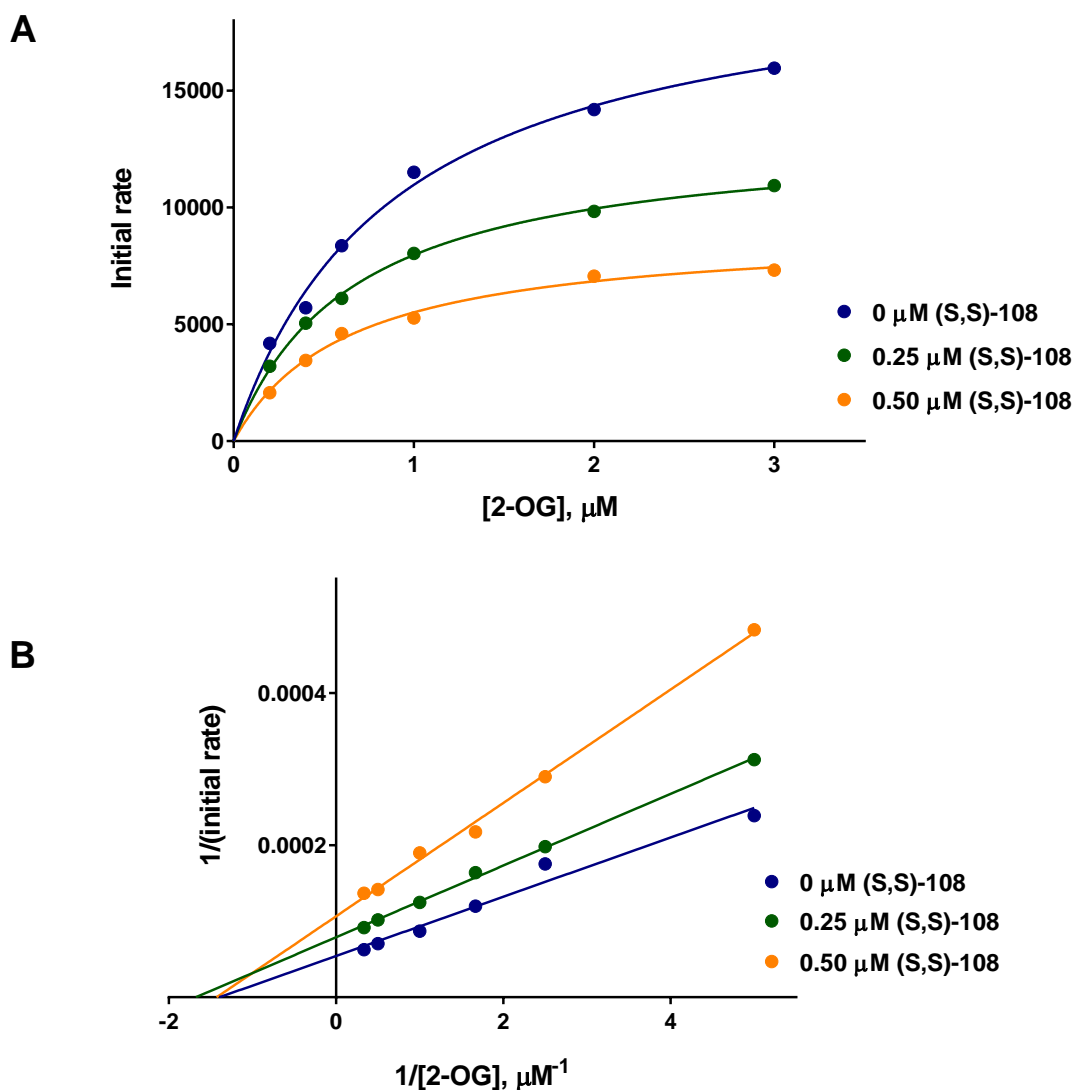 A
Initial rate
15000
10000
5000
0
0 1 2 3
[2-OG], μM
0 μM (S,S)-108
0.25 μM (S,S)-108
0.50 μM (S,S)-108
B
1/(initial rate)
0.0004
0.0002
-2 0 2 4
1/[2-OG], μM-1
0 μM (S,S)-108
0.25 μM (S,S)-108
0.50 μM (S,S)-108